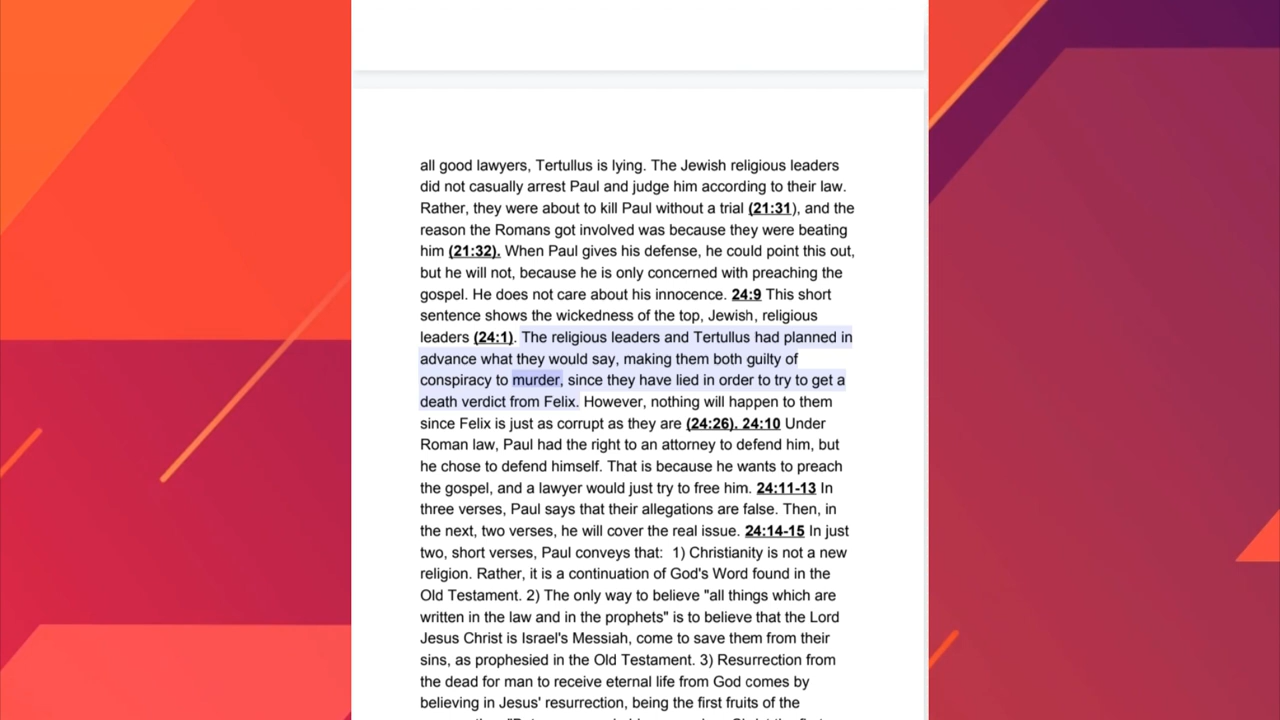 all good lawyers, Tertullus is lying. The Jewish religious leaders
did not casually arrest Paul and judge him according to their law.
Rather, they were about to kill Paul without a trial (21:31), and the
reason the Romans got involved was because they were beating
him (21:32). When Paul gives his defense, he could point this out,
but he will not, because he is only concerned with preaching the
gospel. He does not care about his innocence. 24:9 This short
sentence shows the wickedness of the top, Jewish, religious
leaders (24:1). The religious leaders and Tertullus had planned in
advance what they would say, making them both guilty of
conspiracy to murder, since they have lied in order to try to get a
death verdict from Felix. However, nothing will happen to them
since Felix is just as corrupt as they are (24:26). 24:10 Under
Roman law, Paul had the right to an attorney to defend him, but
he chose to defend himself. That is because he wants to preach
the gospel, and a lawyer would just try to free him. 24:11-13 In
three verses, Paul says that their allegations are false. Then, in
the next, two verses, he will cover the real issue. 24:14-15 In just
two, short verses, Paul conveys that:  1) Christianity is not a new
religion. Rather, it is a continuation of God's Word found in the
Old Testament. 2) The only way to believe "all things which are
written in the law and in the prophets" is to believe that the Lord
Jesus Christ is Israel's Messiah, come to save them from their
sins, as prophesied in the Old Testament. 3) Resurrection from
the dead for man to receive eternal life from God comes by
believing in Jesus' resurrection, being the first fruits of the